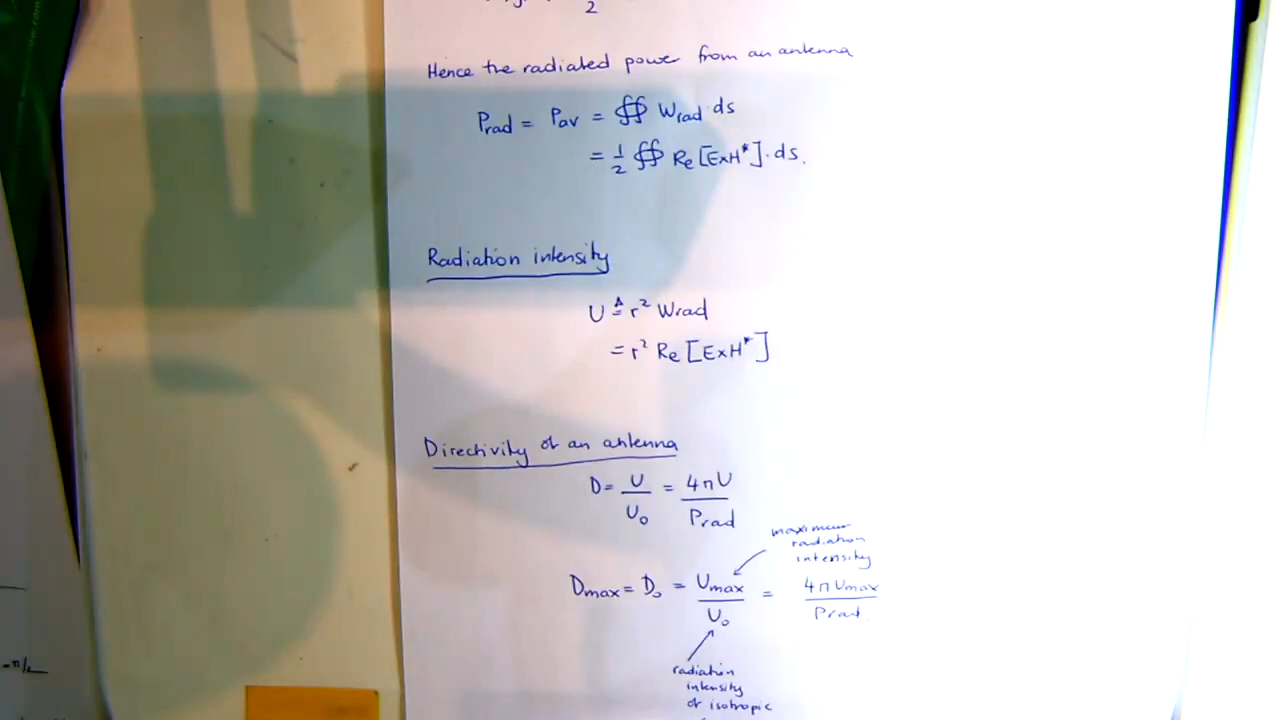 2
Hence the radiated power from an antenna
Prad = Pav = ∯ Wrad · ds
= 1/2 ∯ Re [E×H*] · ds.
Radiation intensity
U ≜ r² Wrad
= r² Re [E×H*]
Directivity of an antenna
D = U/U₀ = 4πU/Prad
maximum
radiation
intensity
Dmax = D₀ = Umax/U₀ = 4πUmax/Prad
radiation
intensity
of isotropic
-π/2